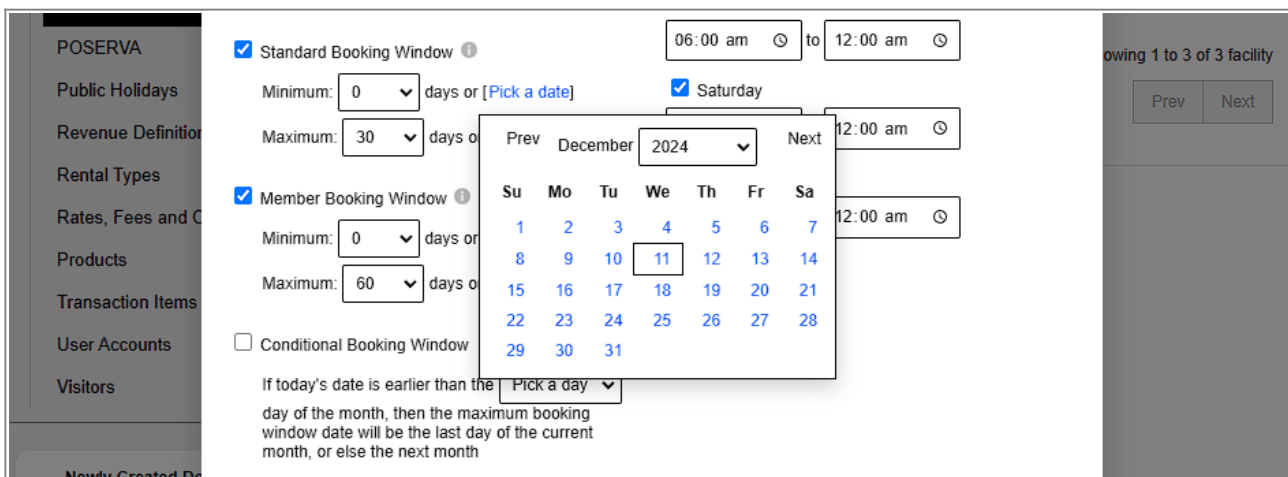 POSERVA
Public Holidays
Revenue Definition
Rental Types
Rates, Fees and C
Products
Transaction Items
User Accounts
Visitors
Newly Created De
Standard Booking Window
Minimum: 0 days or [Pick a date]
Maximum: 30 days o
Member Booking Window
Minimum: 0 days or
Maximum: 60 days o
Conditional Booking Window
If today's date is earlier than the Pick a day
day of the month, then the maximum booking
window date will be the last day of the current
month, or else the next month
06:00 am to 12:00 am
Saturday
12:00 am
12:00 am
Prev December 2024 Next
Su Mo Tu We Th Fr Sa
1 2 3 4 5 6 7
8 9 10 11 12 13 14
15 16 17 18 19 20 21
22 23 24 25 26 27 28
29 30 31
owing 1 to 3 of 3 facility
Prev Next